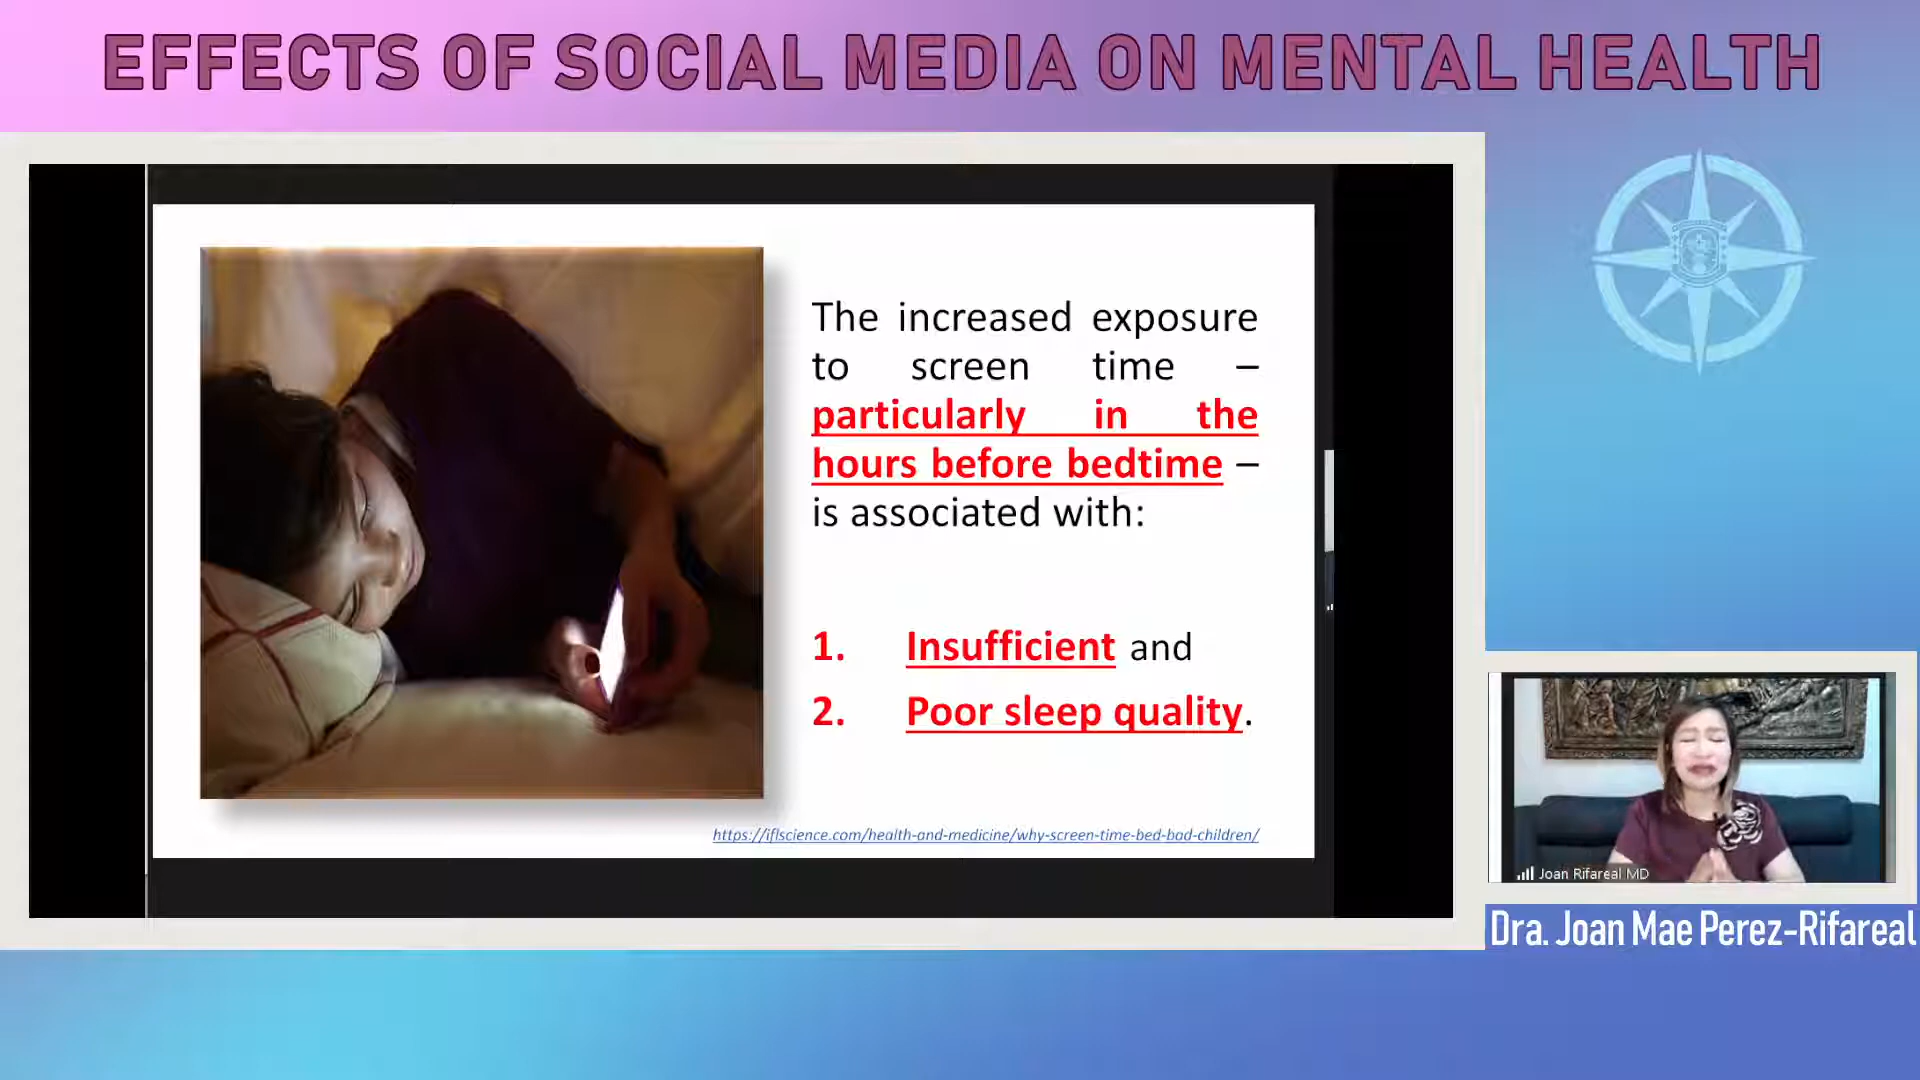 EFFECTS OF SOCIAL MEDIA ON MENTAL HEALTH
The increased exposure
to screen time –
particularly in the
hours before bedtime –
is associated with:
1. Insufficient and
2. Poor sleep quality.
https://iflscience.com/health-and-medicine/why-screen-time-bed-bad-children/
Joan Rifareal MD
Dra. Joan Mae Perez-Rifareal